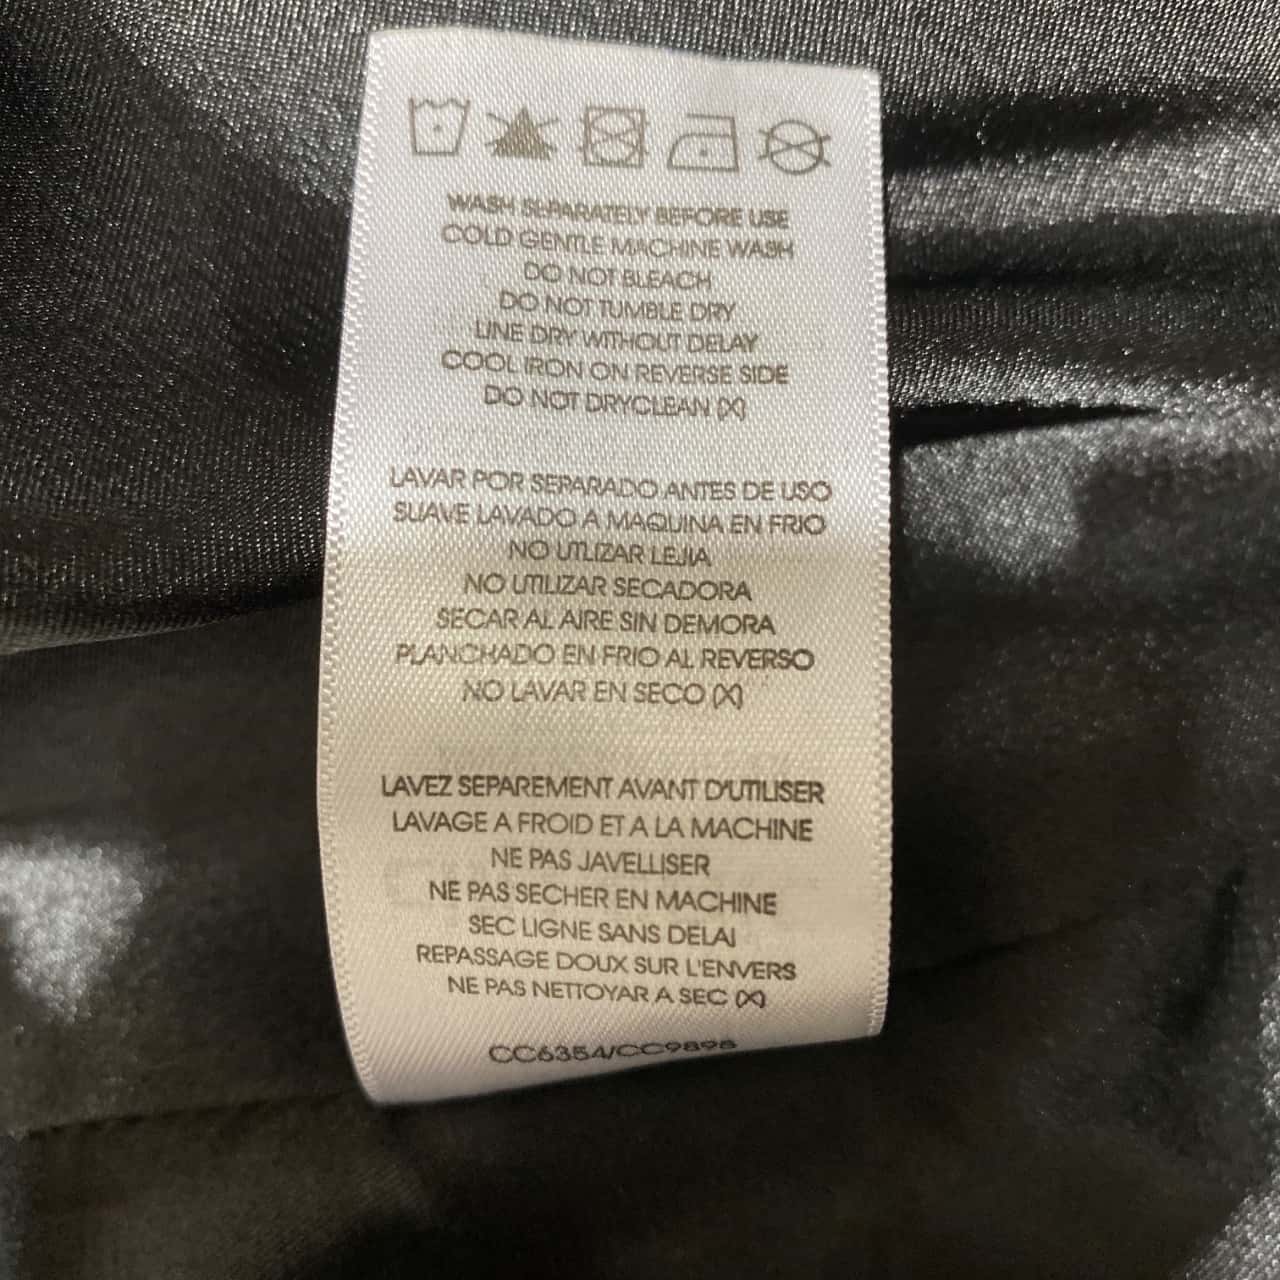 WASH SEPARATELY BEFORE USE
COLD GENTLE MACHINE WASH
DO NOT BLEACH
DO NOT TUMBLE DRY
LINE DRY WITHOUT DELAY
COOL IRON ON REVERSE SIDE
DO NOT DRYCLEAN (X)
LAVAR POR SEPARADO ANTES DE USO
SUAVE LAVADO A MAQUINA EN FRIO
NO UTLIZAR LEJIA
NO UTILIZAR SECADORA
SECAR AL AIRE SIN DEMORA
PLANCHADO EN FRIO AL REVERSO
NO LAVAR EN SECO (X)
LAVEZ SEPAREMENT AVANT D'UTILISER
LAVAGE A FROID ET A LA MACHINE
NE PAS JAVELLISER
NE PAS SECHER EN MACHINE
SEC LIGNE SANS DELAI
REPASSAGE DOUX SUR L'ENVERS
NE PAS NETTOYAR A SEC (X)
CC6354/CC9898